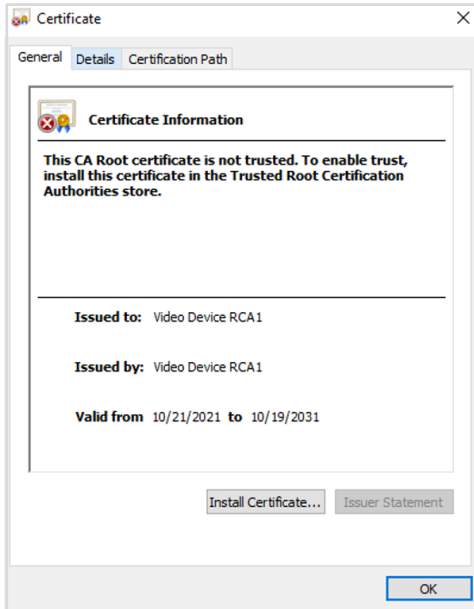 Certificate
General Details Certification Path
Certificate Information
This CA Root certificate is not trusted. To enable trust,
install this certificate in the Trusted Root Certification
Authorities store.
Issued to: Video Device RCA1
Issued by: Video Device RCA1
Valid from 10/21/2021 to 10/19/2031
Install Certificate... Issuer Statement
OK